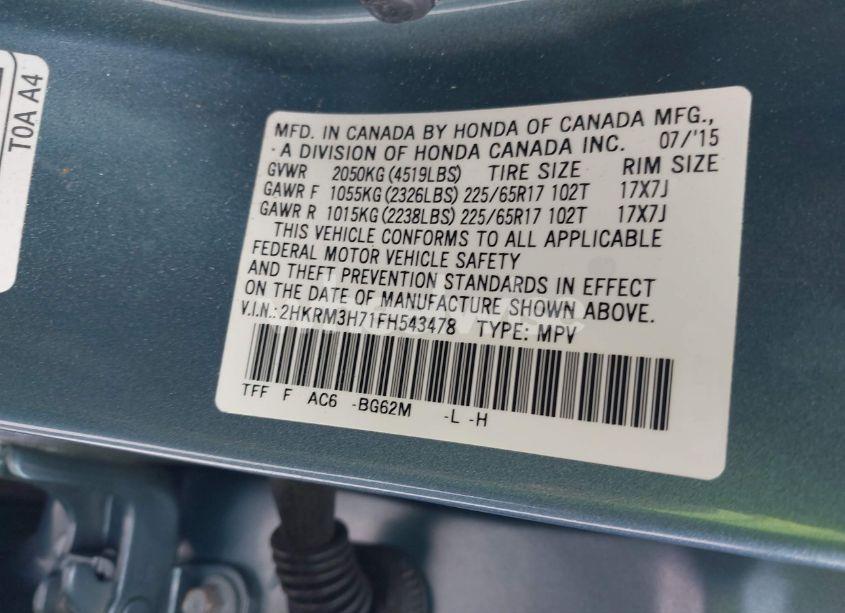 T0A A4
MFD. IN CANADA BY HONDA OF CANADA MFG.,
A DIVISION OF HONDA CANADA INC. 07/'15
GVWR 2050KG (4519LBS) TIRE SIZE RIM SIZE
GAWR F 1055KG (2326LBS) 225/65R17 102T 17X7J
GAWR R 1015KG (2238LBS) 225/65R17 102T 17X7J
THIS VEHICLE CONFORMS TO ALL APPLICABLE
FEDERAL MOTOR VEHICLE SAFETY
AND THEFT PREVENTION STANDARDS IN EFFECT
ON THE DATE OF MANUFACTURE SHOWN ABOVE.
V.I.N.: 2HKRM3H71FH543478 TYPE: MPV
TFF F AC6 -BG62M -L -H